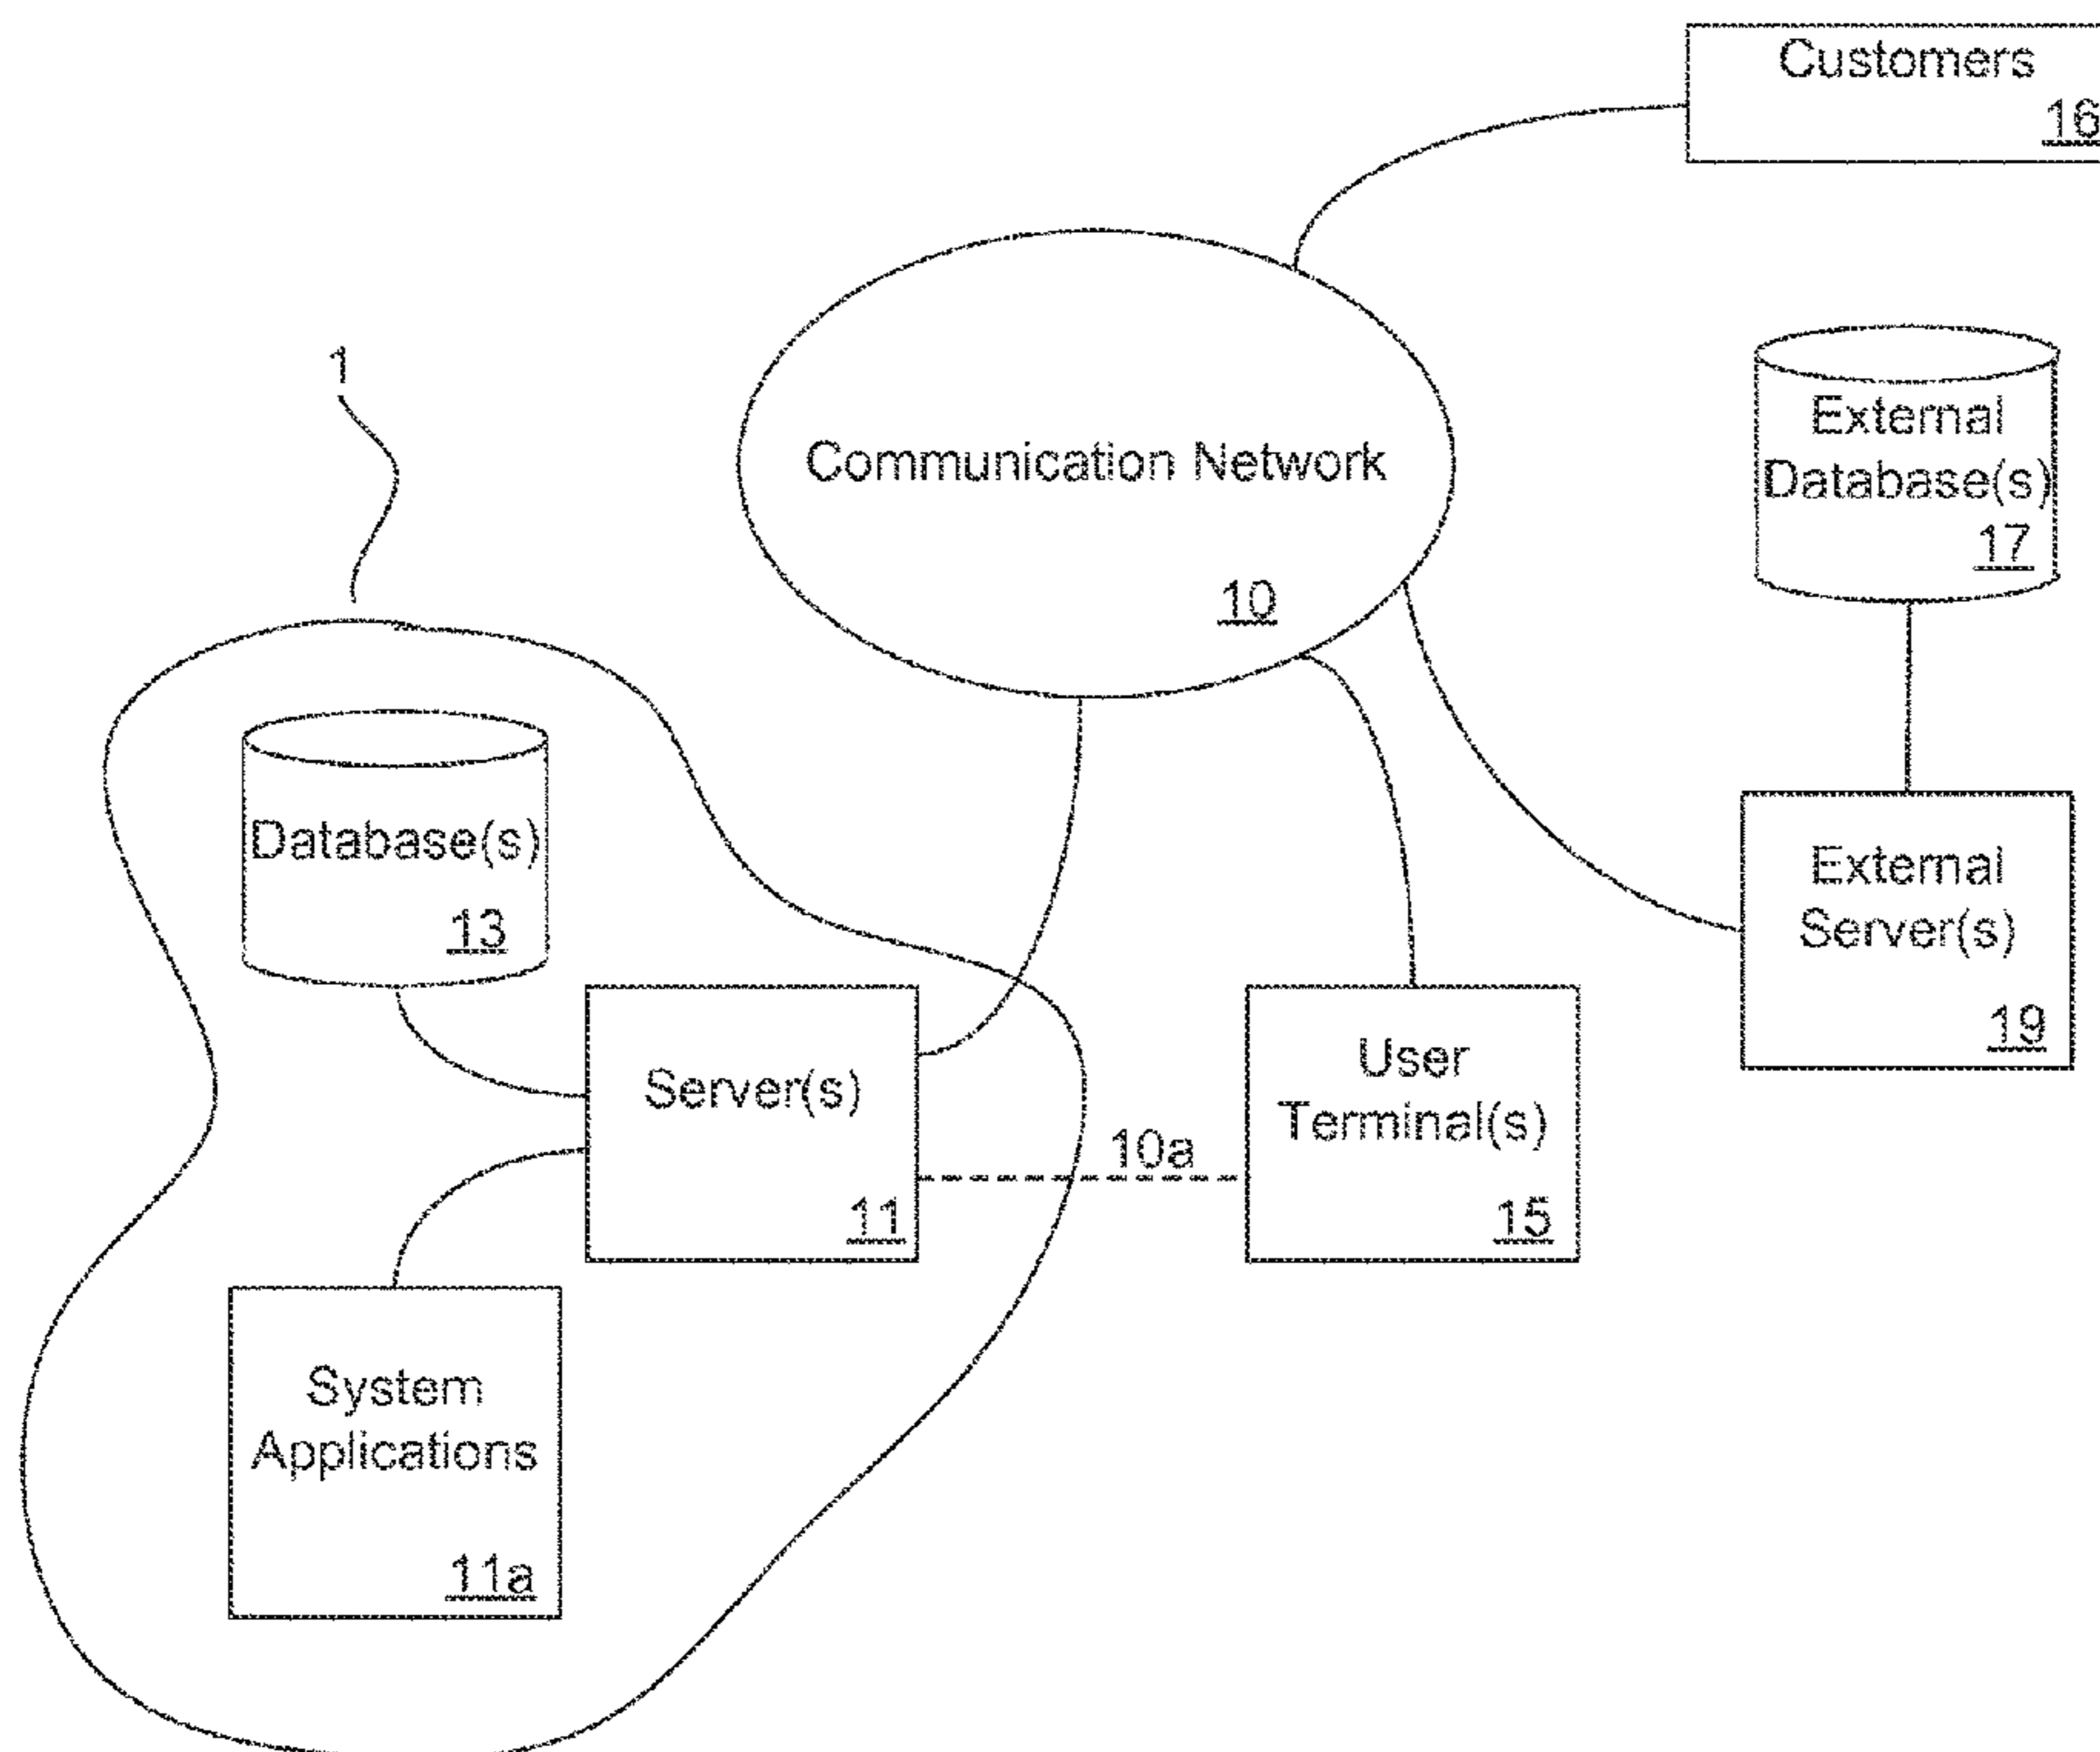 Customers
16
1
Communication Network
10
External
Database(s)
17
Database(s)
13
External
Server(s)
19
Server(s)
11
10a
User
Terminal(s)
15
System
Applications
11a